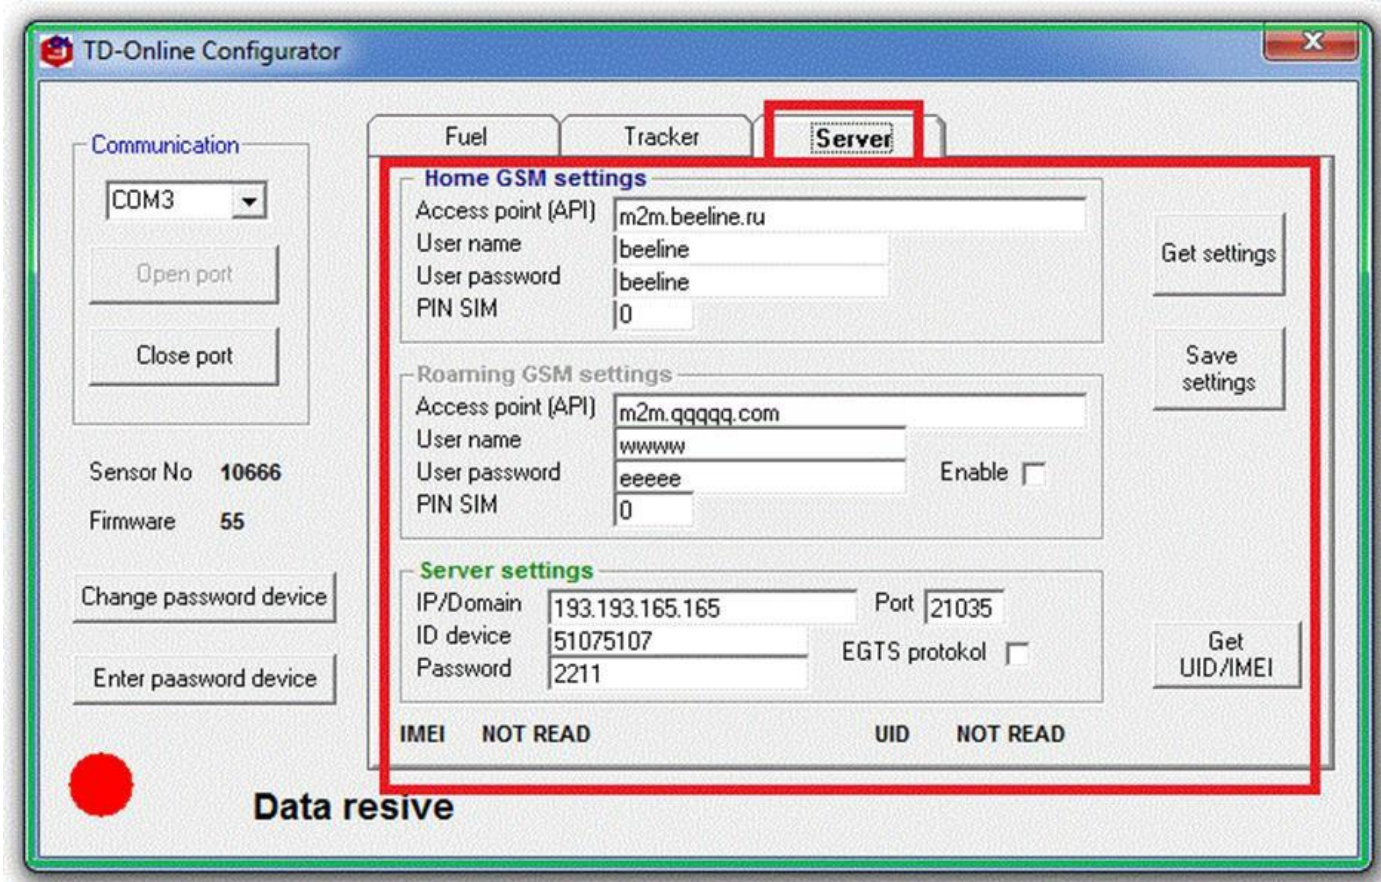 TD-Online Configurator
Communication
COM3
Open port
Close port
Sensor No 10666
Firmware 55
Change password device
Enter paasword device
Data resive
Fuel Tracker Server
Home GSM settings
Access point (API) m2m.beeline.ru
User name beeline
User password beeline
PIN SIM 0
Roaming GSM settings
Access point (API) m2m.qqqqq.com
User name wwww
User password eeeee
PIN SIM 0
Enable
Server settings
IP/Domain 193.193.165.165 Port 21035
ID device 51075107
Password 2211
EGTS protokol
IMEI NOT READ UID NOT READ
Get settings
Save
settings
Get
UID/IMEI